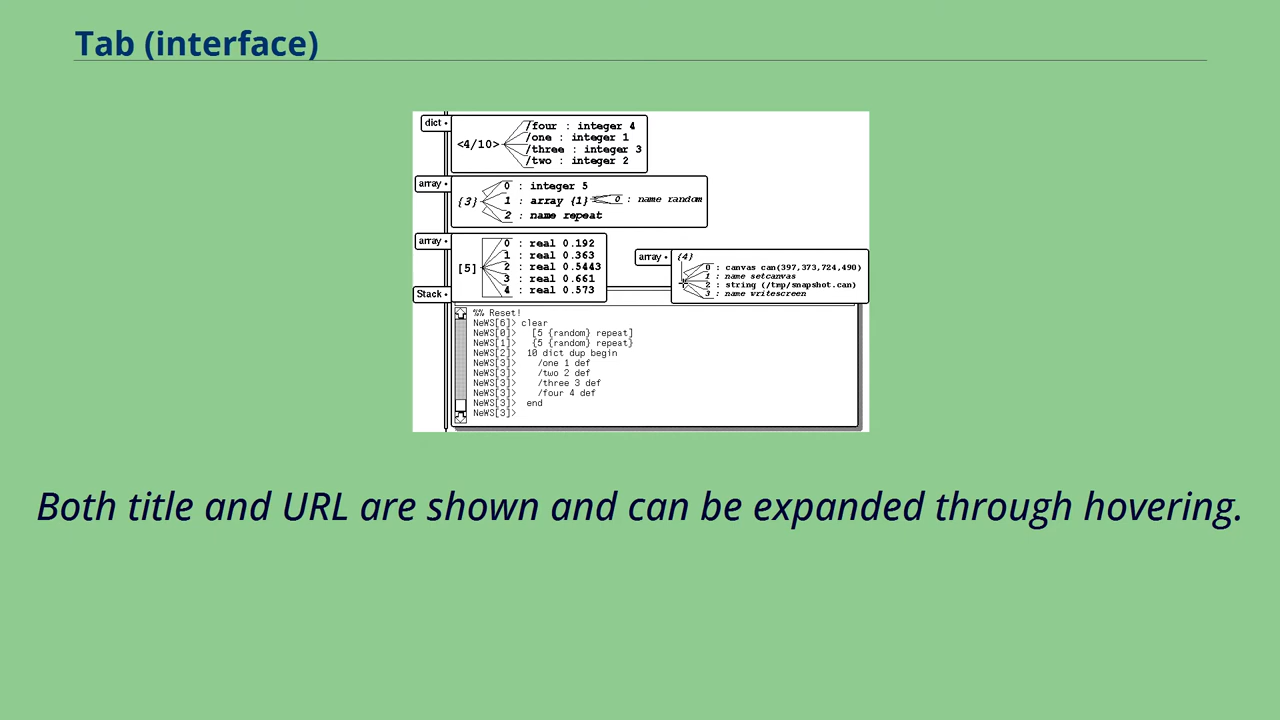 Tab (interface)
dict •
<4/10>
/four : integer 4
/one : integer 1
/three : integer 3
/two : integer 2
array •
{3}
0 : integer 5
1 : array {1} 0 : name random
2 : name repeat
array •
[5]
0 : real 0.192
1 : real 0.363
2 : real 0.5443
3 : real 0.661
4 : real 0.573
array •
{4}
0 : canvas can(397,373,724,490)
1 : name setcanvas
2 : string (/tmp/snapshot.can)
3 : name writescreen
Stack •
%% Reset!
NeWS[6]> clear
NeWS[0]> [5 {random} repeat]
NeWS[1]> {5 {random} repeat}
NeWS[2]> 10 dict dup begin
NeWS[3]> /one 1 def
NeWS[3]> /two 2 def
NeWS[3]> /three 3 def
NeWS[3]> /four 4 def
NeWS[3]> end
NeWS[3]>
Both title and URL are shown and can be expanded through hovering.